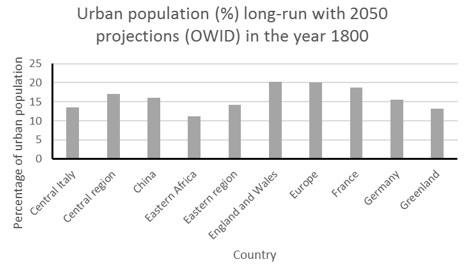 Urban population (%) long-run with 2050
projections (OWID) in the year 1800
Percentage of urban population
25
20
15
10
5
0
Central Italy
Central region
China
Eastern Africa
Eastern region
England and Wales
Europe
France
Germany
Greenland
Country